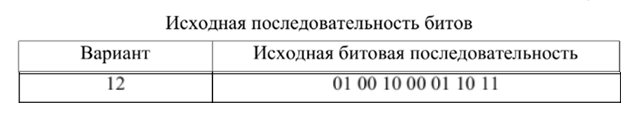 Исходная последовательность битов
Вариант Исходная битовая последовательность
12 01 00 10 00 01 10 11